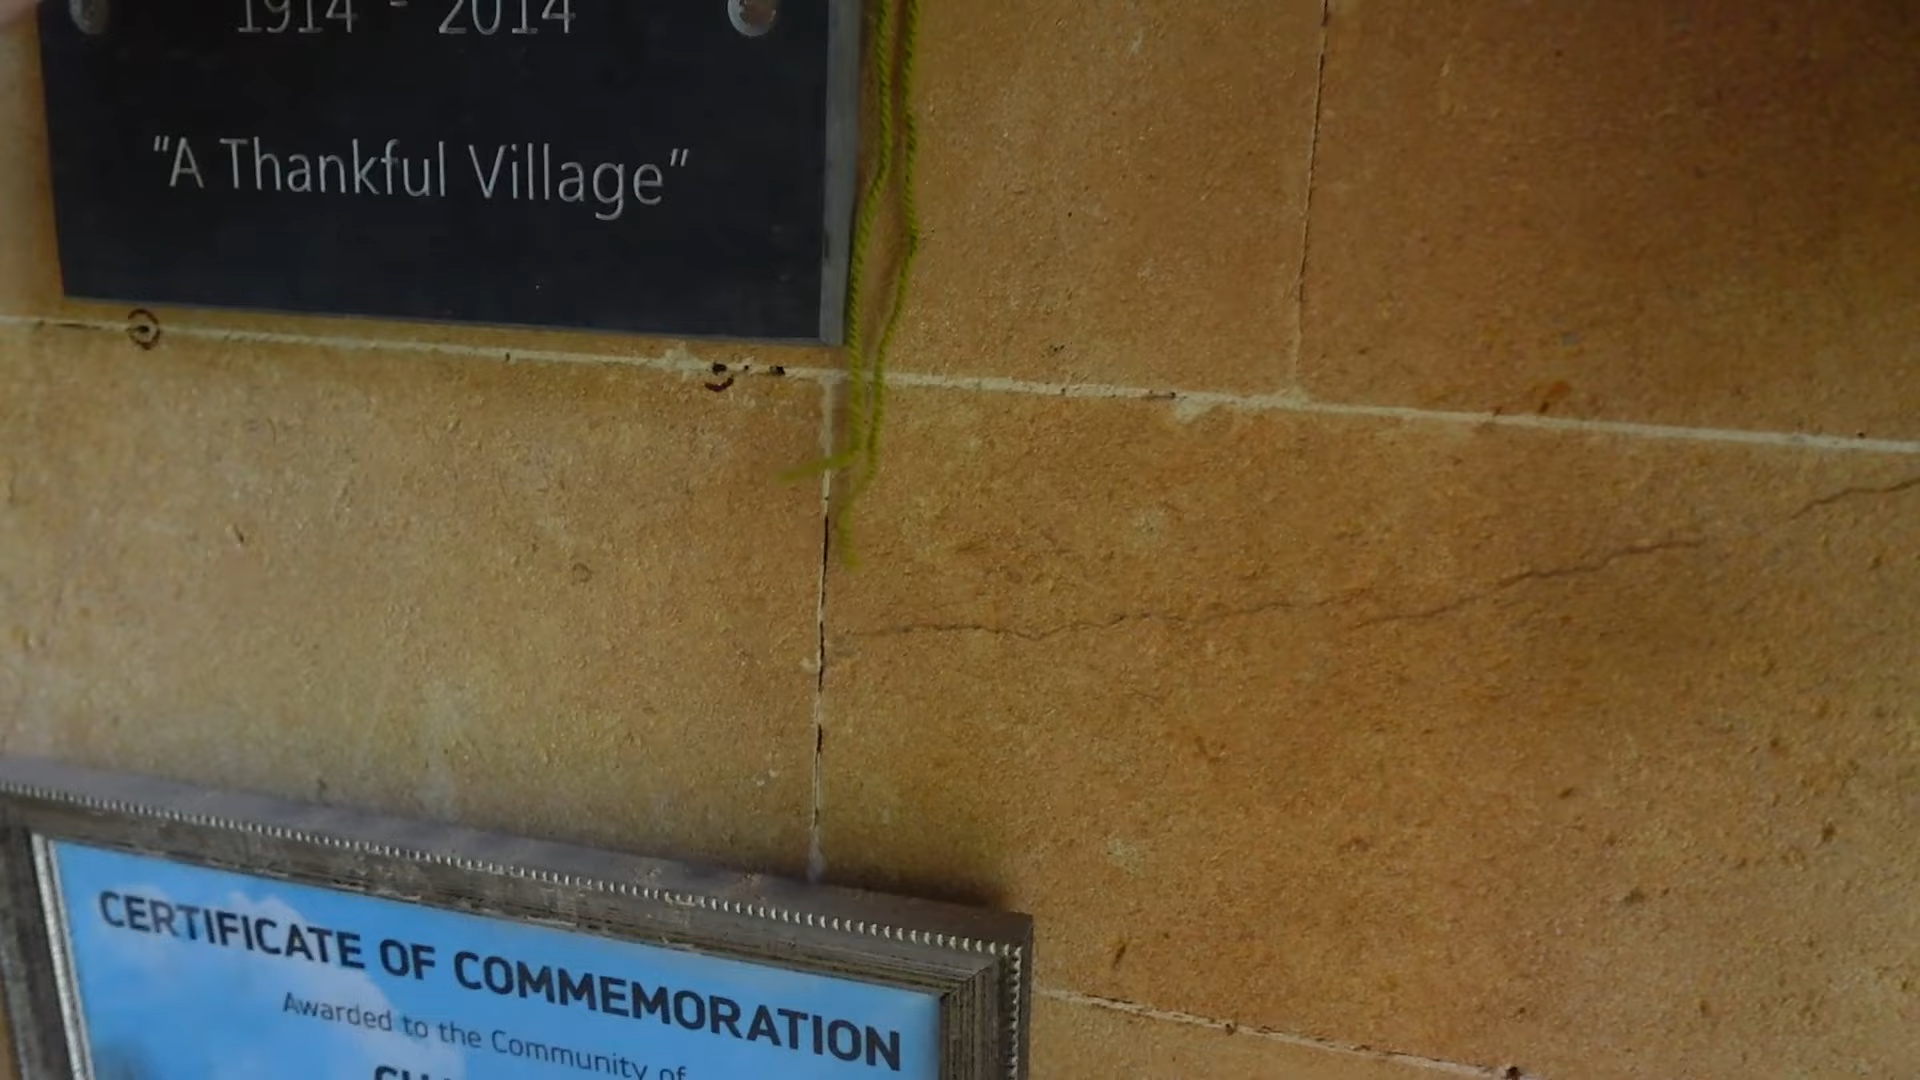 1914 - 2014
"A Thankful Village"
CERTIFICATE OF COMMEMORATION
Awarded to the Community of